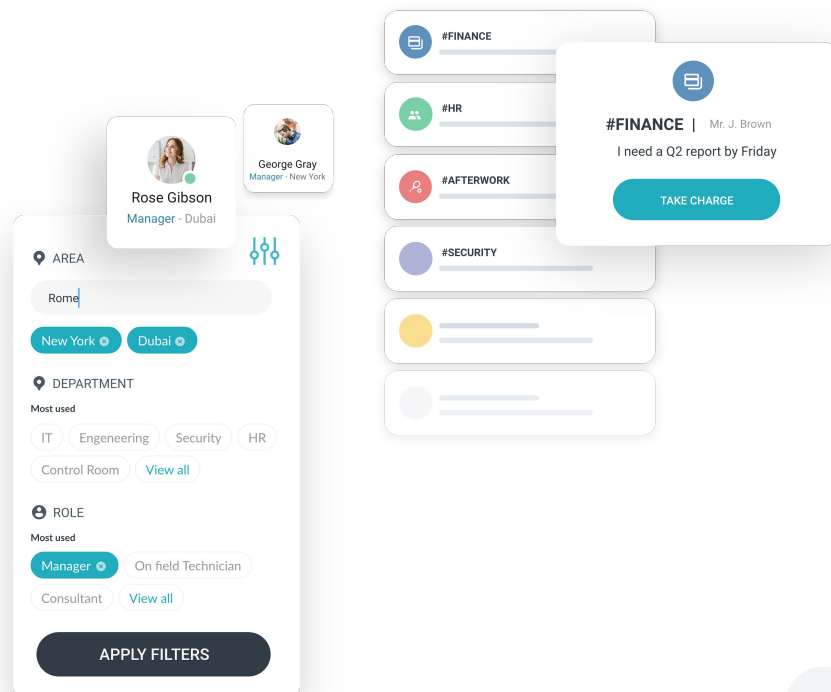 Rose Gibson
Manager - Dubai
George Gray
Manager - New York
AREA
Rome
New York
Dubai
DEPARTMENT
Most used
IT
Engeneering
Security
HR
Control Room
View all
ROLE
Most used
Manager
On field Technician
Consultant
View all
APPLY FILTERS
#FINANCE
#HR
#AFTERWORK
#SECURITY
#FINANCE | Mr. J. Brown
I need a Q2 report by Friday
TAKE CHARGE